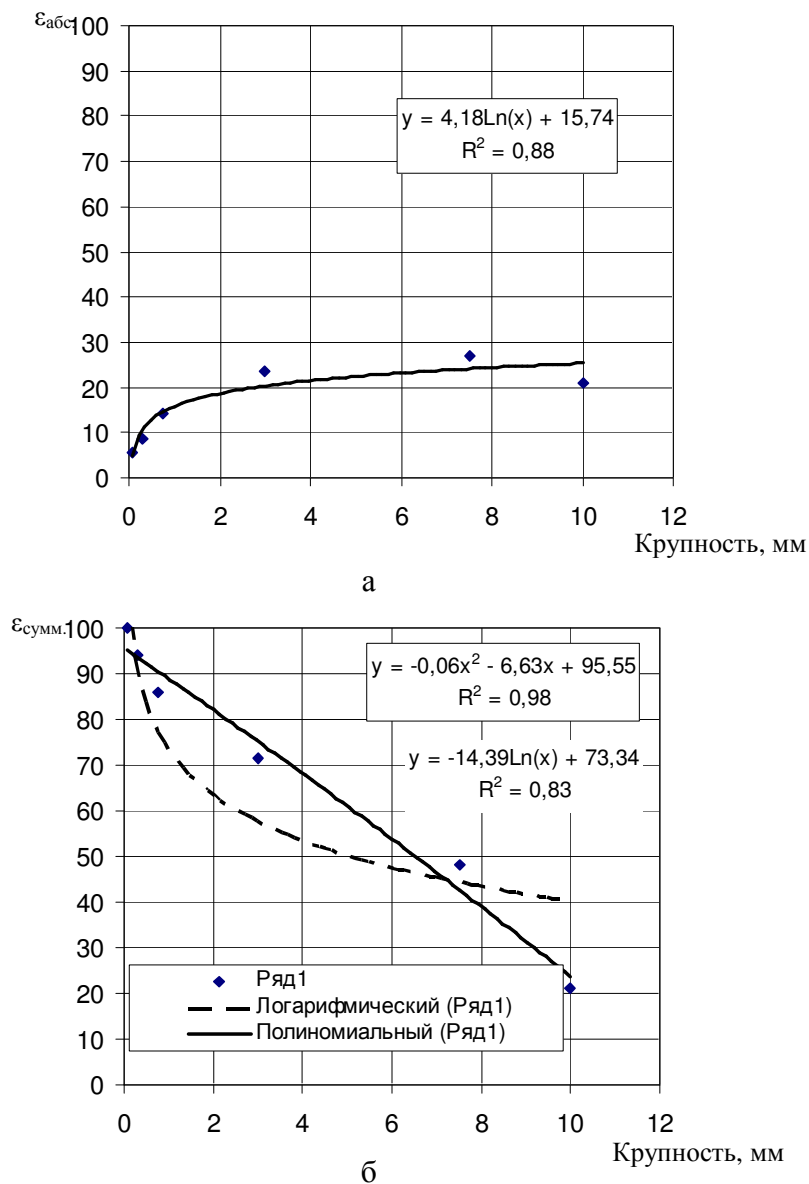 εабс.
100
90
80
70
60
50
40
30
20
10
0
y = 4,18Ln(x) + 15,74
R² = 0,88
0 2 4 6 8 10 12
Крупность, мм
а
εсумм.
100
90
80
70
60
50
40
30
20
10
0
y = -0,06x² - 6,63x + 95,55
R² = 0,98
y = -14,39Ln(x) + 73,34
R² = 0,83
Ряд1
Логарифмический (Ряд1)
Полиномиальный (Ряд1)
0 2 4 6 8 10 12
Крупность, мм
б